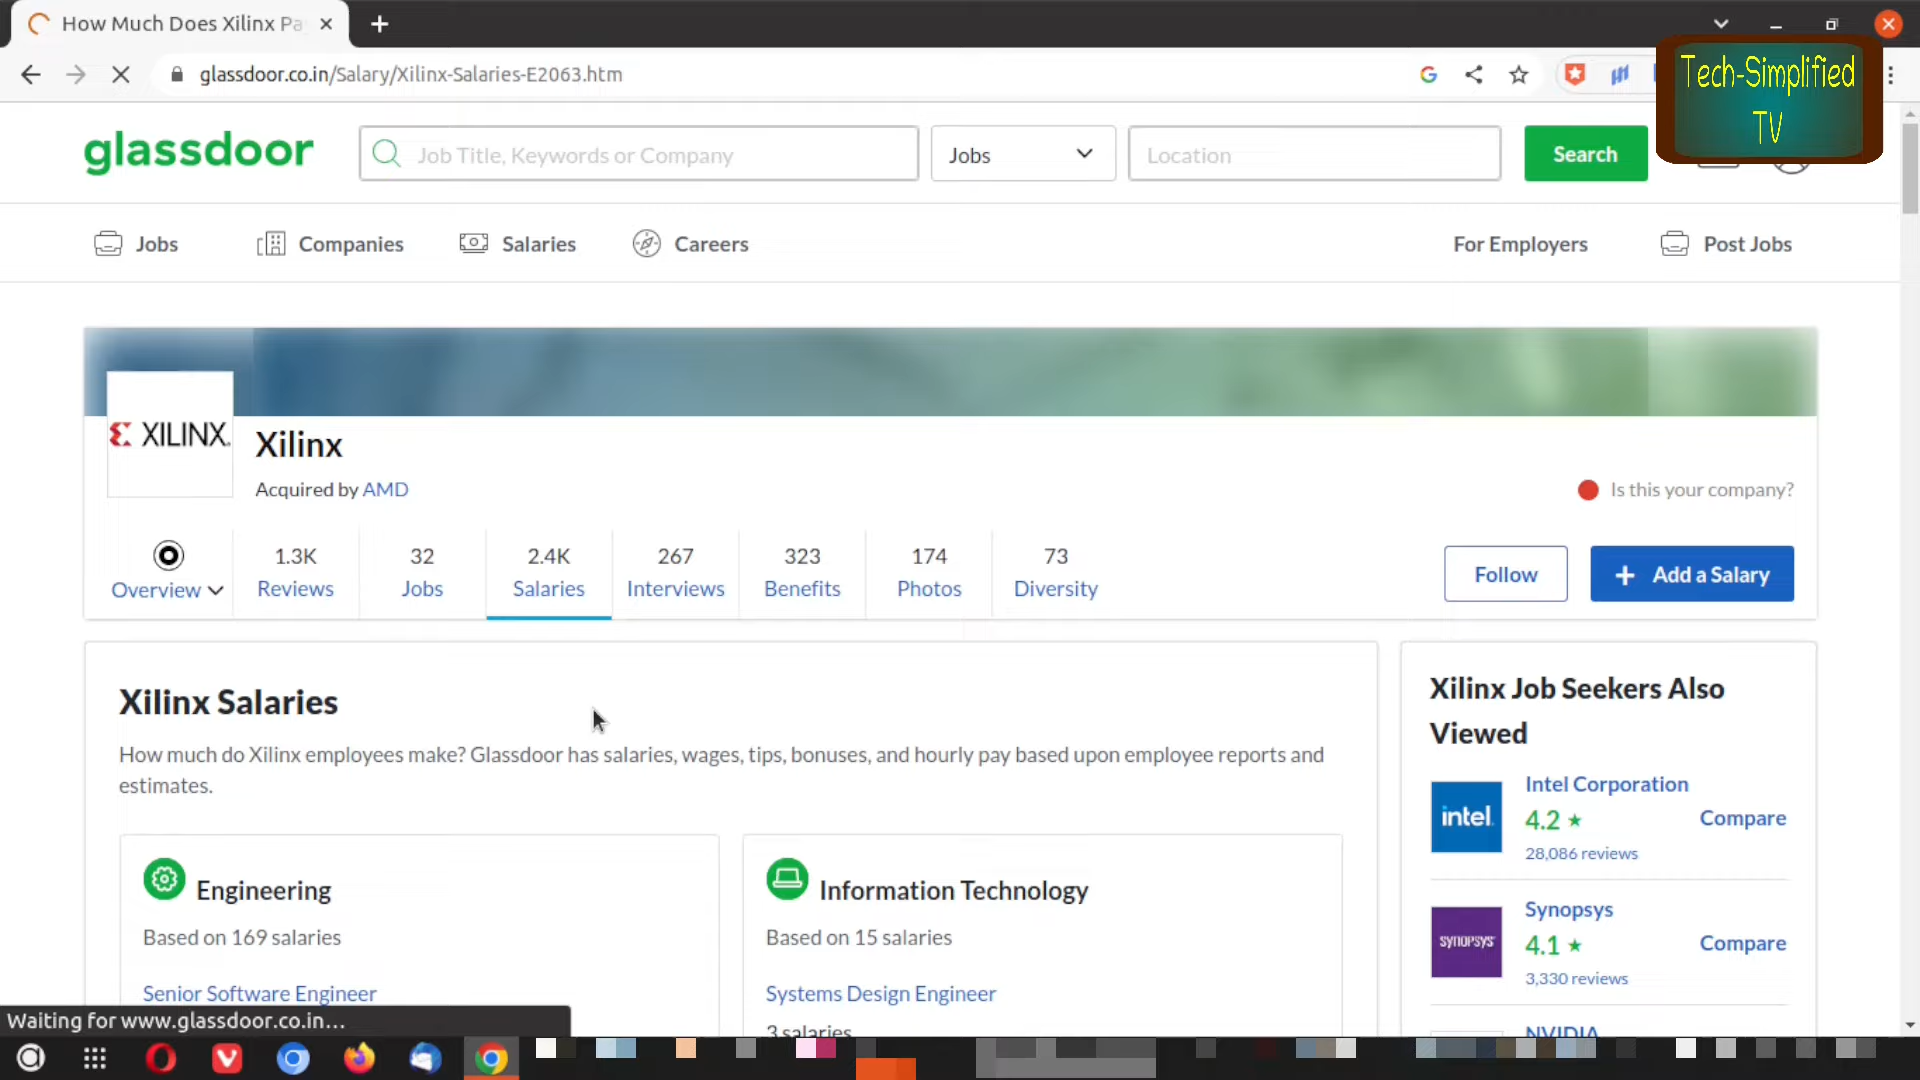 How Much Does Xilinx Pa
glassdoor.co.in/Salary/Xilinx-Salaries-E2063.htm
Tech-Simplified
TV
glassdoor
Job Title, Keywords or Company
Jobs
Location
Search
Jobs
Companies
Salaries
Careers
For Employers
Post Jobs
XILINX.
Xilinx
Acquired by AMD
Is this your company?
Overview
1.3K
Reviews
32
Jobs
2.4K
Salaries
267
Interviews
323
Benefits
174
Photos
73
Diversity
Follow
+ Add a Salary
Xilinx Salaries
How much do Xilinx employees make? Glassdoor has salaries, wages, tips, bonuses, and hourly pay based upon employee reports and
estimates.
Engineering
Based on 169 salaries
Senior Software Engineer
Information Technology
Based on 15 salaries
Systems Design Engineer
3 salaries
Xilinx Job Seekers Also
Viewed
intel.
Intel Corporation
4.2 ★
28,086 reviews
Compare
SYNOPSYS
Synopsys
4.1 ★
3,330 reviews
Compare
NVIDIA
Waiting for www.glassdoor.co.in...